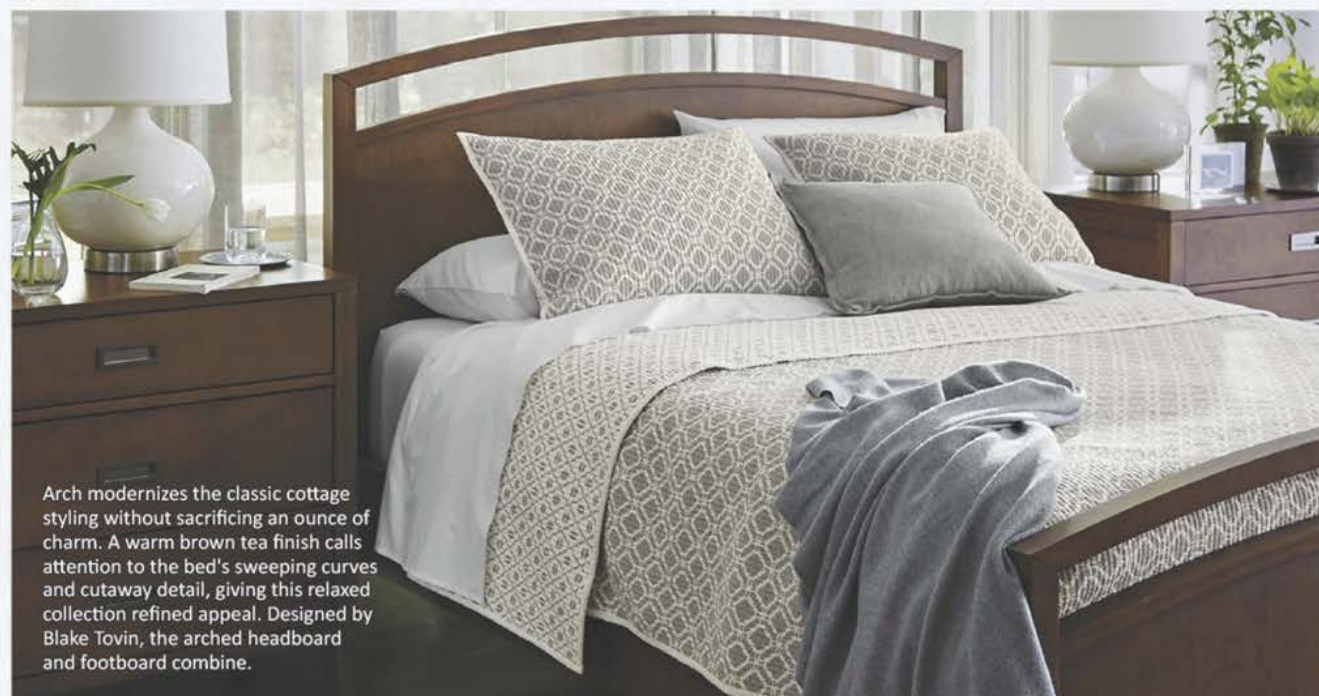 Arch modernizes the classic cottage
styling without sacrificing an ounce of
charm. A warm brown tea finish calls
attention to the bed's sweeping curves
and cutaway detail, giving this relaxed
collection refined appeal. Designed by
Blake Tovin, the arched headboard
and footboard combine.